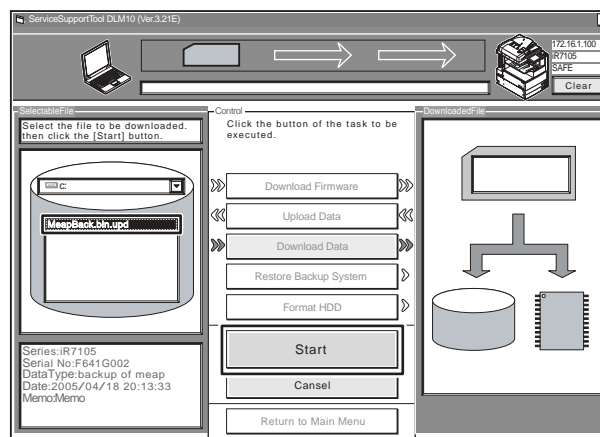 ServiceSupportTool DLM10 (Ver.3.21E)
172.16.1.100
iR7105
SAFE
Clear
SelectableFile
Select the file to be downloaded.
then click the [Start] button.
C:
MeapBack.bin.upd
Series:iR7105
Serial No:F641G002
DataType:backup of meap
Date:2005/04/18 20:13:33
Memo:Memo
Control
Click the button of the task to be
executed.
Download Firmware
Upload Data
Download Data
Restore Backup System
Format HDD
Start
Cansel
Return to Main Menu
DownloadedFile